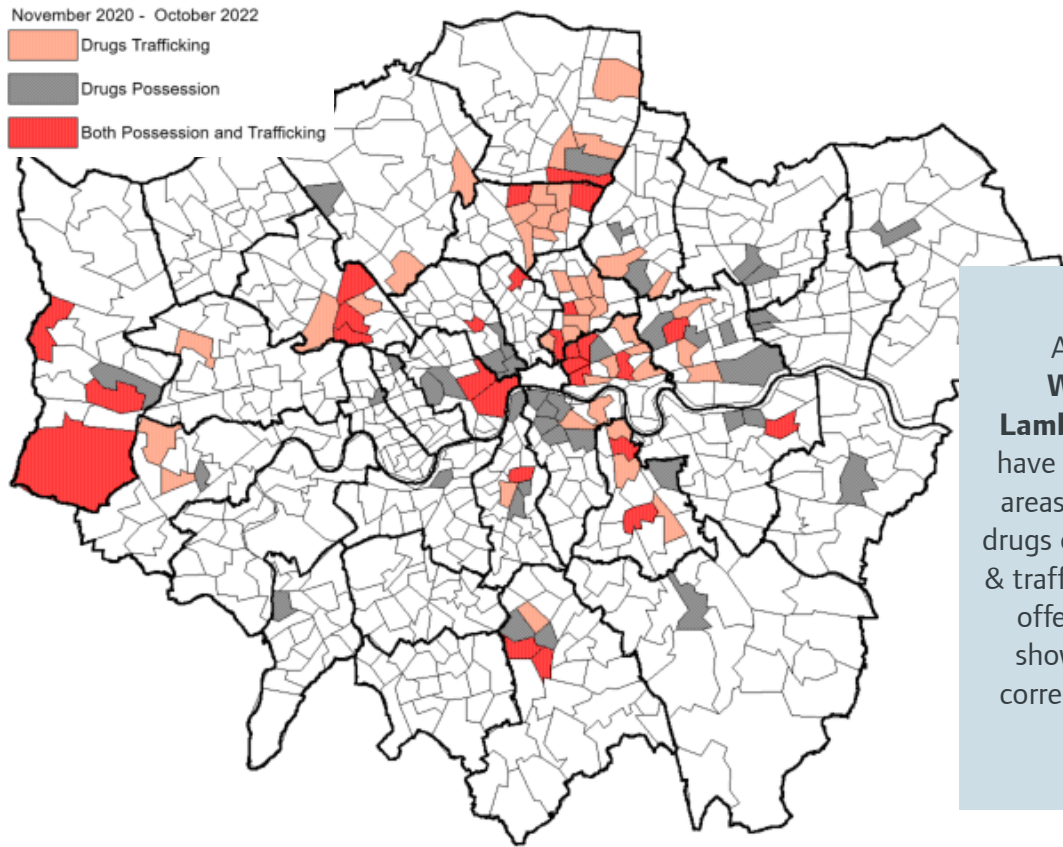 November 2020 - October 2022
Drugs Trafficking
Drugs Possession
Both Possession and Trafficking
have
areas
drugs
& traff
offe
show
corre